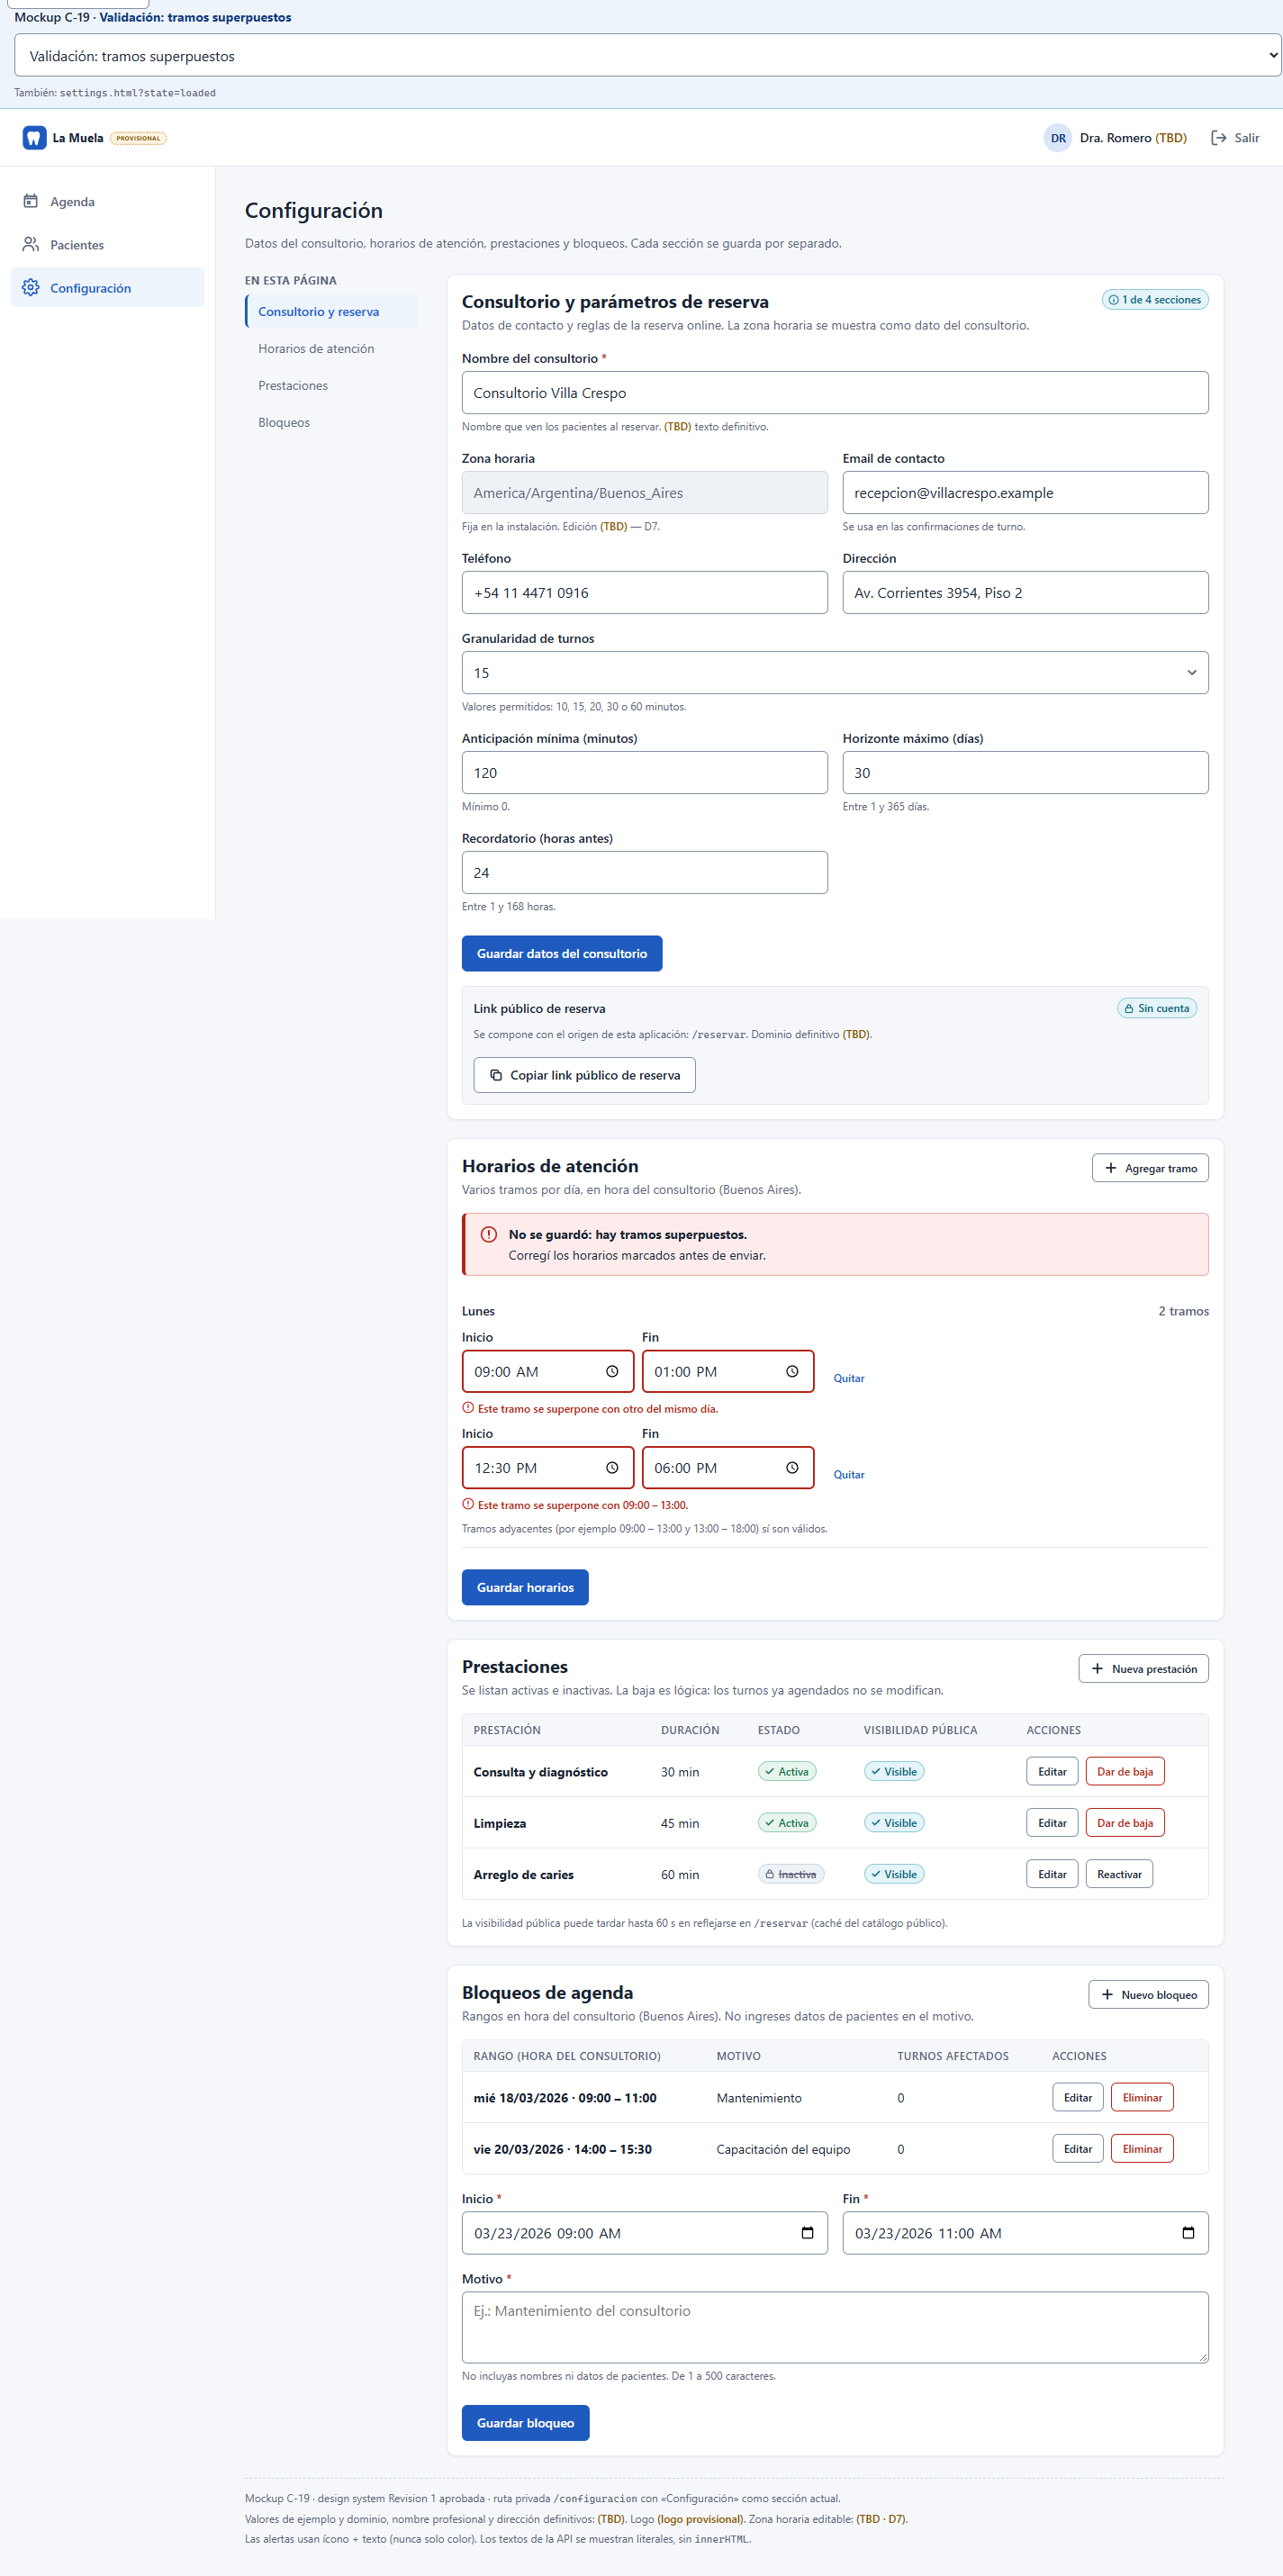 Mockup C-19 · Validación: tramos superpuestos
Validación: tramos superpuestos
También: settings.html?state=loaded
La Muela PROVISIONAL
DR Dra. Romero (TBD) Salir
Agenda
Pacientes
Configuración
Configuración
Datos del consultorio, horarios de atención, prestaciones y bloqueos. Cada sección se guarda por separado.
EN ESTA PÁGINA
Consultorio y reserva
Horarios de atención
Prestaciones
Bloqueos
Consultorio y parámetros de reserva
1 de 4 secciones
Datos de contacto y reglas de la reserva online. La zona horaria se muestra como dato del consultorio.
Nombre del consultorio *
Consultorio Villa Crespo
Nombre que ven los pacientes al reservar. (TBD) texto definitivo.
Zona horaria Email de contacto
America/Argentina/Buenos_Aires recepcion@villacrespo.example
Fija en la instalación. Edición (TBD) — D7. Se usa en las confirmaciones de turno.
Teléfono Dirección
+54 11 4471 0916 Av. Corrientes 3954, Piso 2
Granularidad de turnos
15
Valores permitidos: 10, 15, 20, 30 o 60 minutos.
Anticipación mínima (minutos) Horizonte máximo (días)
120 30
Mínimo 0. Entre 1 y 365 días.
Recordatorio (horas antes)
24
Entre 1 y 168 horas.
Guardar datos del consultorio
Link público de reserva Sin cuenta
Se compone con el origen de esta aplicación: /reservar. Dominio definitivo (TBD).
Copiar link público de reserva
Horarios de atención
Agregar tramo
Varios tramos por día, en hora del consultorio (Buenos Aires).
No se guardó: hay tramos superpuestos.
Corregí los horarios marcados antes de enviar.
Lunes 2 tramos
Inicio Fin
09:00 AM 01:00 PM Quitar
Este tramo se superpone con otro del mismo día.
Inicio Fin
12:30 PM 06:00 PM Quitar
Este tramo se superpone con 09:00 – 13:00.
Tramos adyacentes (por ejemplo 09:00 – 13:00 y 13:00 – 18:00) sí son válidos.
Guardar horarios
Prestaciones
Nueva prestación
Se listan activas e inactivas. La baja es lógica: los turnos ya agendados no se modifican.
PRESTACIÓN DURACIÓN ESTADO VISIBILIDAD PÚBLICA ACCIONES
Consulta y diagnóstico 30 min Activa Visible Editar Dar de baja
Limpieza 45 min Activa Visible Editar Dar de baja
Arreglo de caries 60 min Inactiva Visible Editar Reactivar
La visibilidad pública puede tardar hasta 60 s en reflejarse en /reservar (caché del catálogo público).
Bloqueos de agenda
Nuevo bloqueo
Rangos en hora del consultorio (Buenos Aires). No ingreses datos de pacientes en el motivo.
RANGO (HORA DEL CONSULTORIO) MOTIVO TURNOS AFECTADOS ACCIONES
mié 18/03/2026 · 09:00 – 11:00 Mantenimiento 0 Editar Eliminar
vie 20/03/2026 · 14:00 – 15:30 Capacitación del equipo 0 Editar Eliminar
Inicio * Fin *
03/23/2026 09:00 AM 03/23/2026 11:00 AM
Motivo *
Ej.: Mantenimiento del consultorio
No incluyas nombres ni datos de pacientes. De 1 a 500 caracteres.
Guardar bloqueo
Mockup C-19 · design system Revision 1 aprobada · ruta privada /configuracion con «Configuración» como sección actual.
Valores de ejemplo y dominio, nombre profesional y dirección definitivos: (TBD). Logo (logo provisional). Zona horaria editable: (TBD · D7).
Las alertas usan ícono + texto (nunca solo color). Los textos de la API se muestran literales, sin innerHTML.